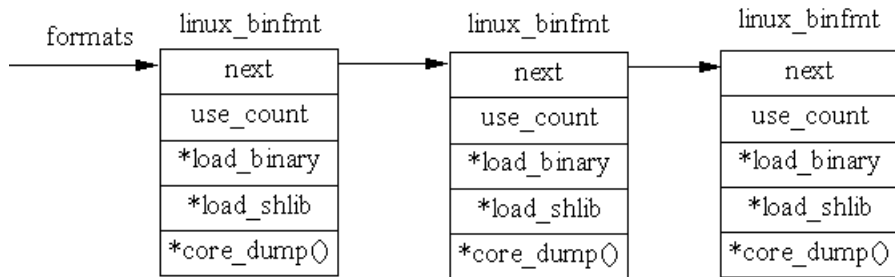 formats
linux_binfmt
next
use_count
*load_binary
*load_shlib
*core_dump()
linux_binfmt
next
use_count
*load_binary
*load_shlib
*core_dump()
linux_binfmt
next
use_count
*load_binary
*load_shlib
*core_dump()